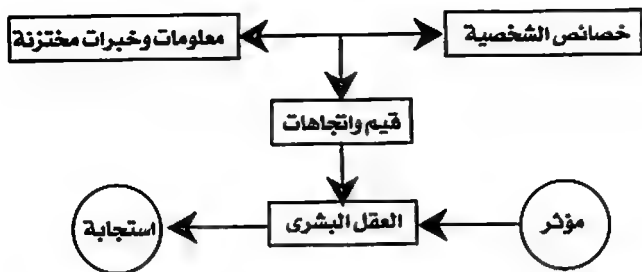 خصائص الشخصية
معلومات وخبرات مختزنة
قيم واتجاهات
مؤثر
العقل البشرى
استجابة